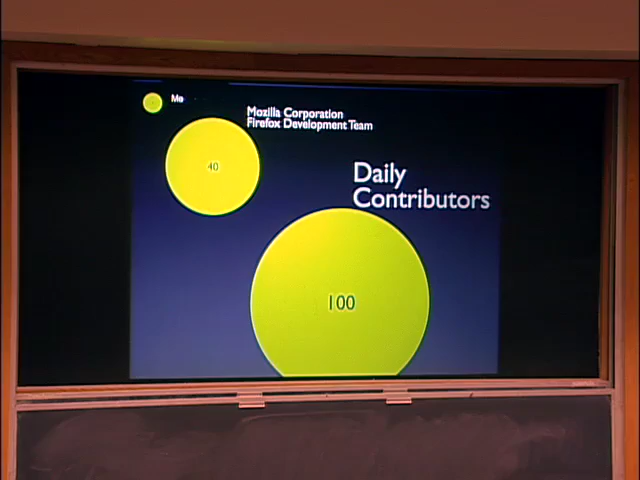 Me
Mozilla Corporation
Firefox Development Team
40
Daily
Contributors
100